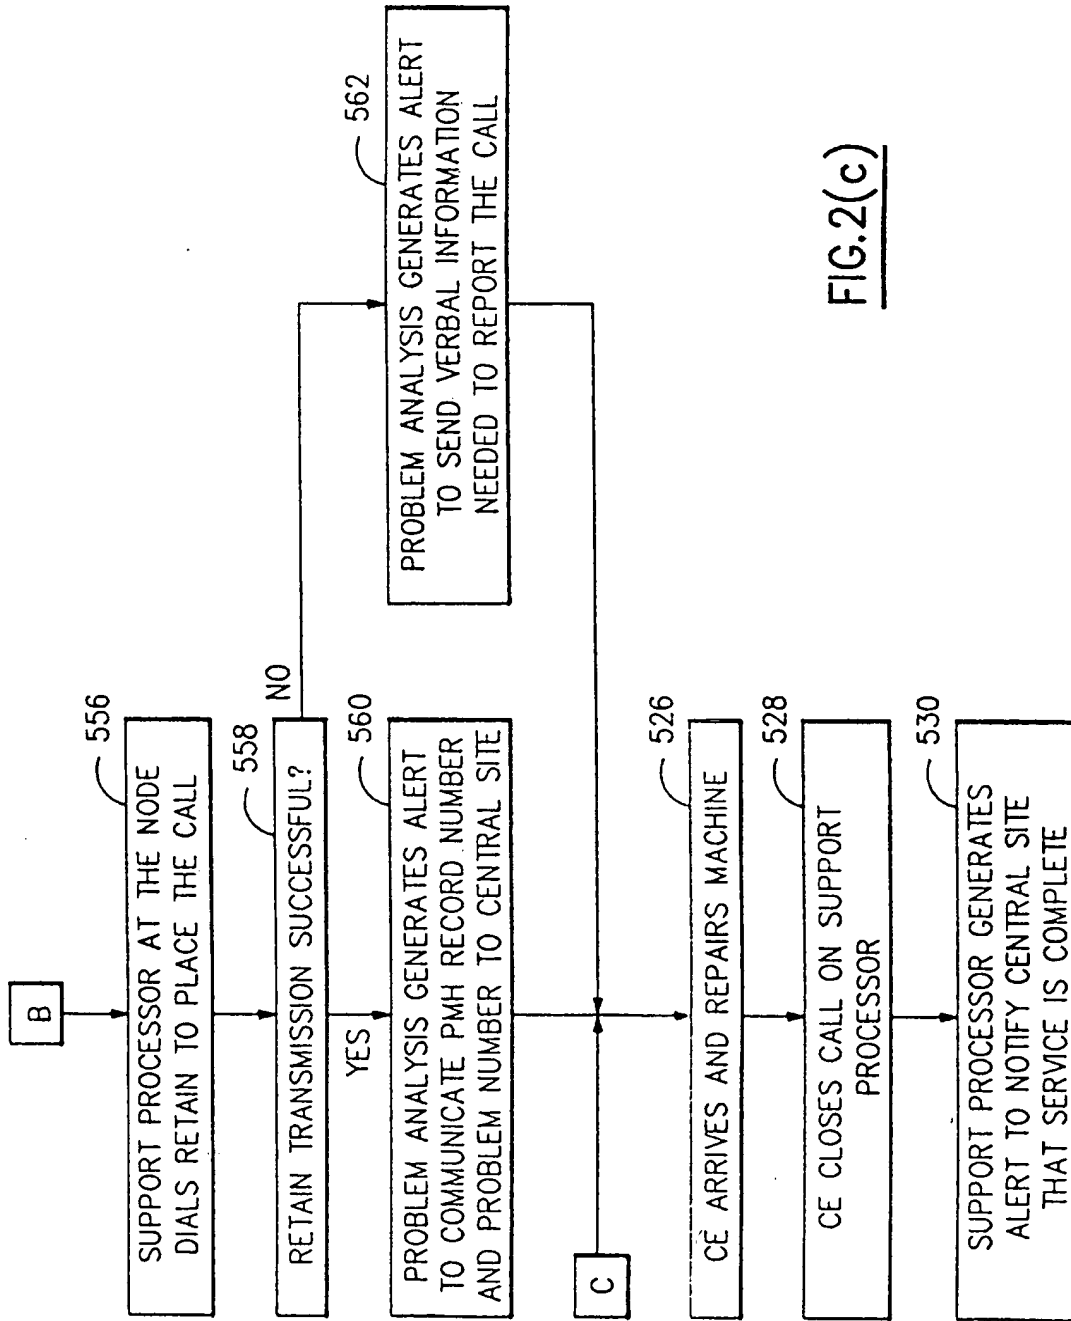 B
556
SUPPORT PROCESSOR AT THE NODE
DIALS RETAIN TO PLACE THE CALL
558
RETAIN TRANSMISSION SUCCESSFUL?
NO
YES
560
PROBLEM ANALYSIS GENERATES ALERT
TO COMMUNICATE PMH RECORD NUMBER
AND PROBLEM NUMBER TO CENTRAL SITE
562
PROBLEM ANALYSIS GENERATES ALERT
TO SEND VERBAL INFORMATION
NEEDED TO REPORT THE CALL
C
526
CE ARRIVES AND REPAIRS MACHINE
528
CE CLOSES CALL ON SUPPORT
PROCESSOR
530
SUPPORT PROCESSOR GENERATES
ALERT TO NOTIFY CENTRAL SITE
THAT SERVICE IS COMPLETE
FIG.2(c)